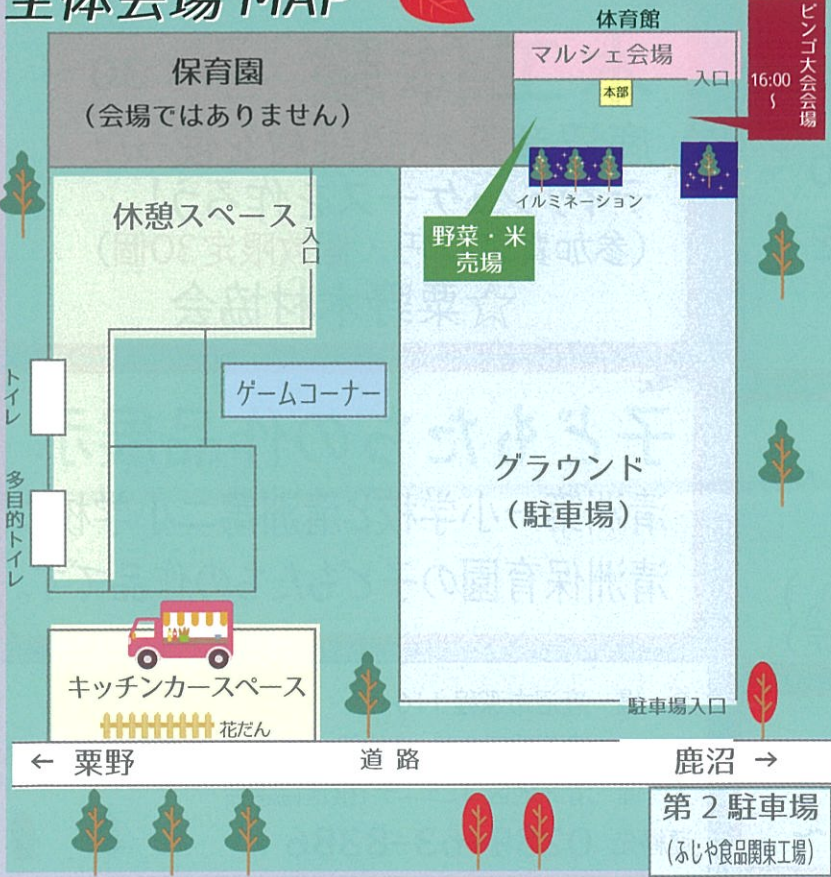 全体会場 MAP
体育館
マルシェ会場
入口
本部
ビンゴ大会会場
16:00
~
保育園
(会場ではありません)
イルミネーション
野菜・米
売場
休憩スペース
入口
ゲームコーナー
トイレ
多目的トイレ
グラウンド
(駐車場)
キッチンカースペース
花だん
駐車場入口
← 粟野
道路
鹿沼 →
第2駐車場
(ふじや食品関東工場)